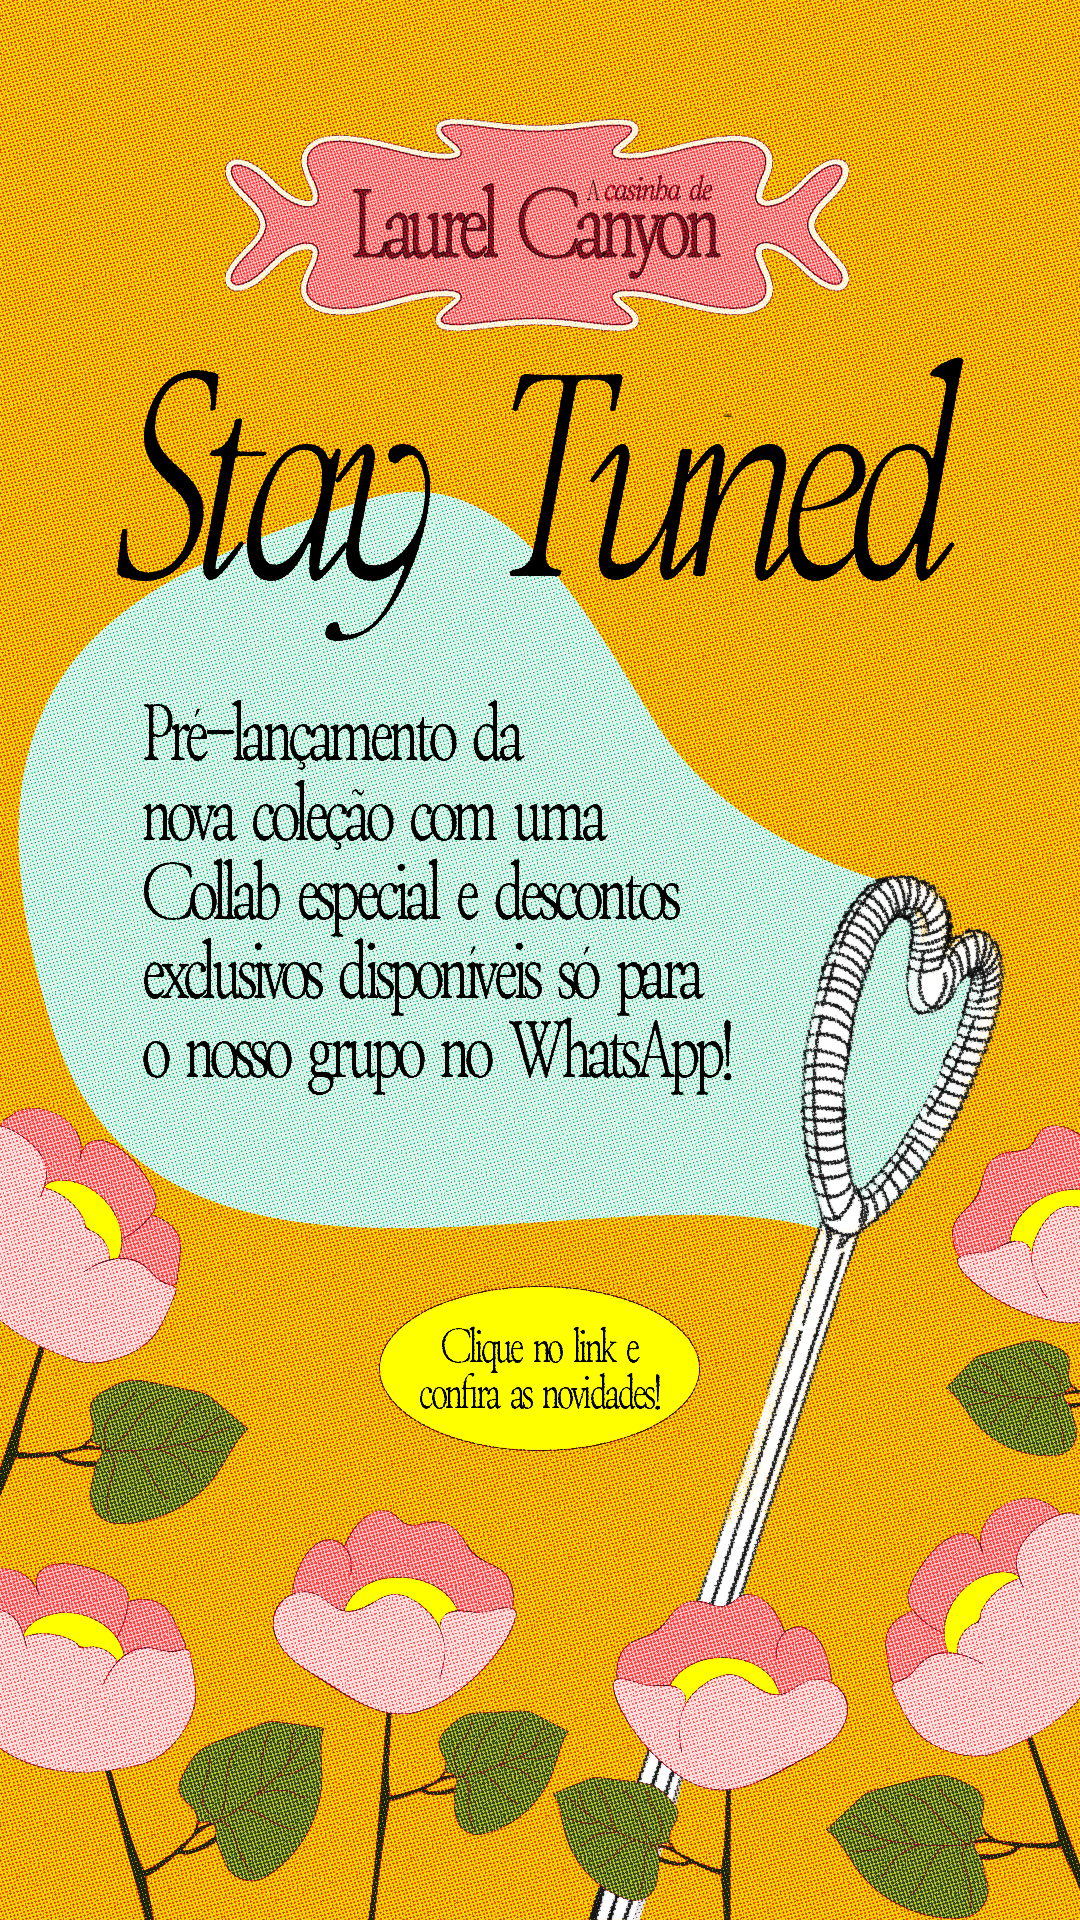 A casinha de
Laurel Canyon
Stay Tuned
Pré-lançamento da
nova coleção com uma
Collab especial e descontos
exclusivos disponíveis só para
o nosso grupo no WhatsApp!
Clique no link e
confira as novidades!